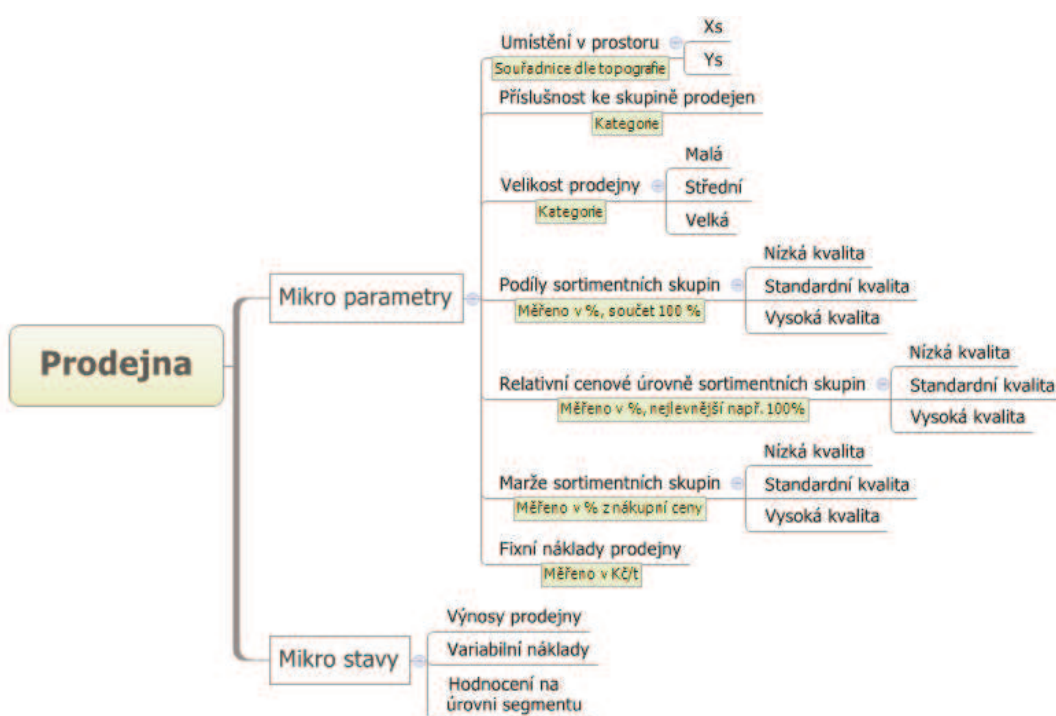 Prodejna
Mikro parametry
Umístění v prostoru
Souřadnice dle topografie
Xs
Ys
Příslušnost ke skupině prodejen
Kategorie
Velikost prodejny
Kategorie
Malá
Střední
Velká
Podíly sortimentních skupin
Měřeno v %, součet 100 %
Nízká kvalita
Standardní kvalita
Vysoká kvalita
Relativní cenové úrovně sortimentních skupin
Měřeno v %, nejlevnější např. 100%
Nízká kvalita
Standardní kvalita
Vysoká kvalita
Marže sortimentních skupin
Měřeno v % z nákupní ceny
Nízká kvalita
Standardní kvalita
Vysoká kvalita
Fixní náklady prodejny
Měřeno v Kč/t
Mikro stavy
Výnosy prodejny
Variabilní náklady
Hodnocení na
úrovni segmentu